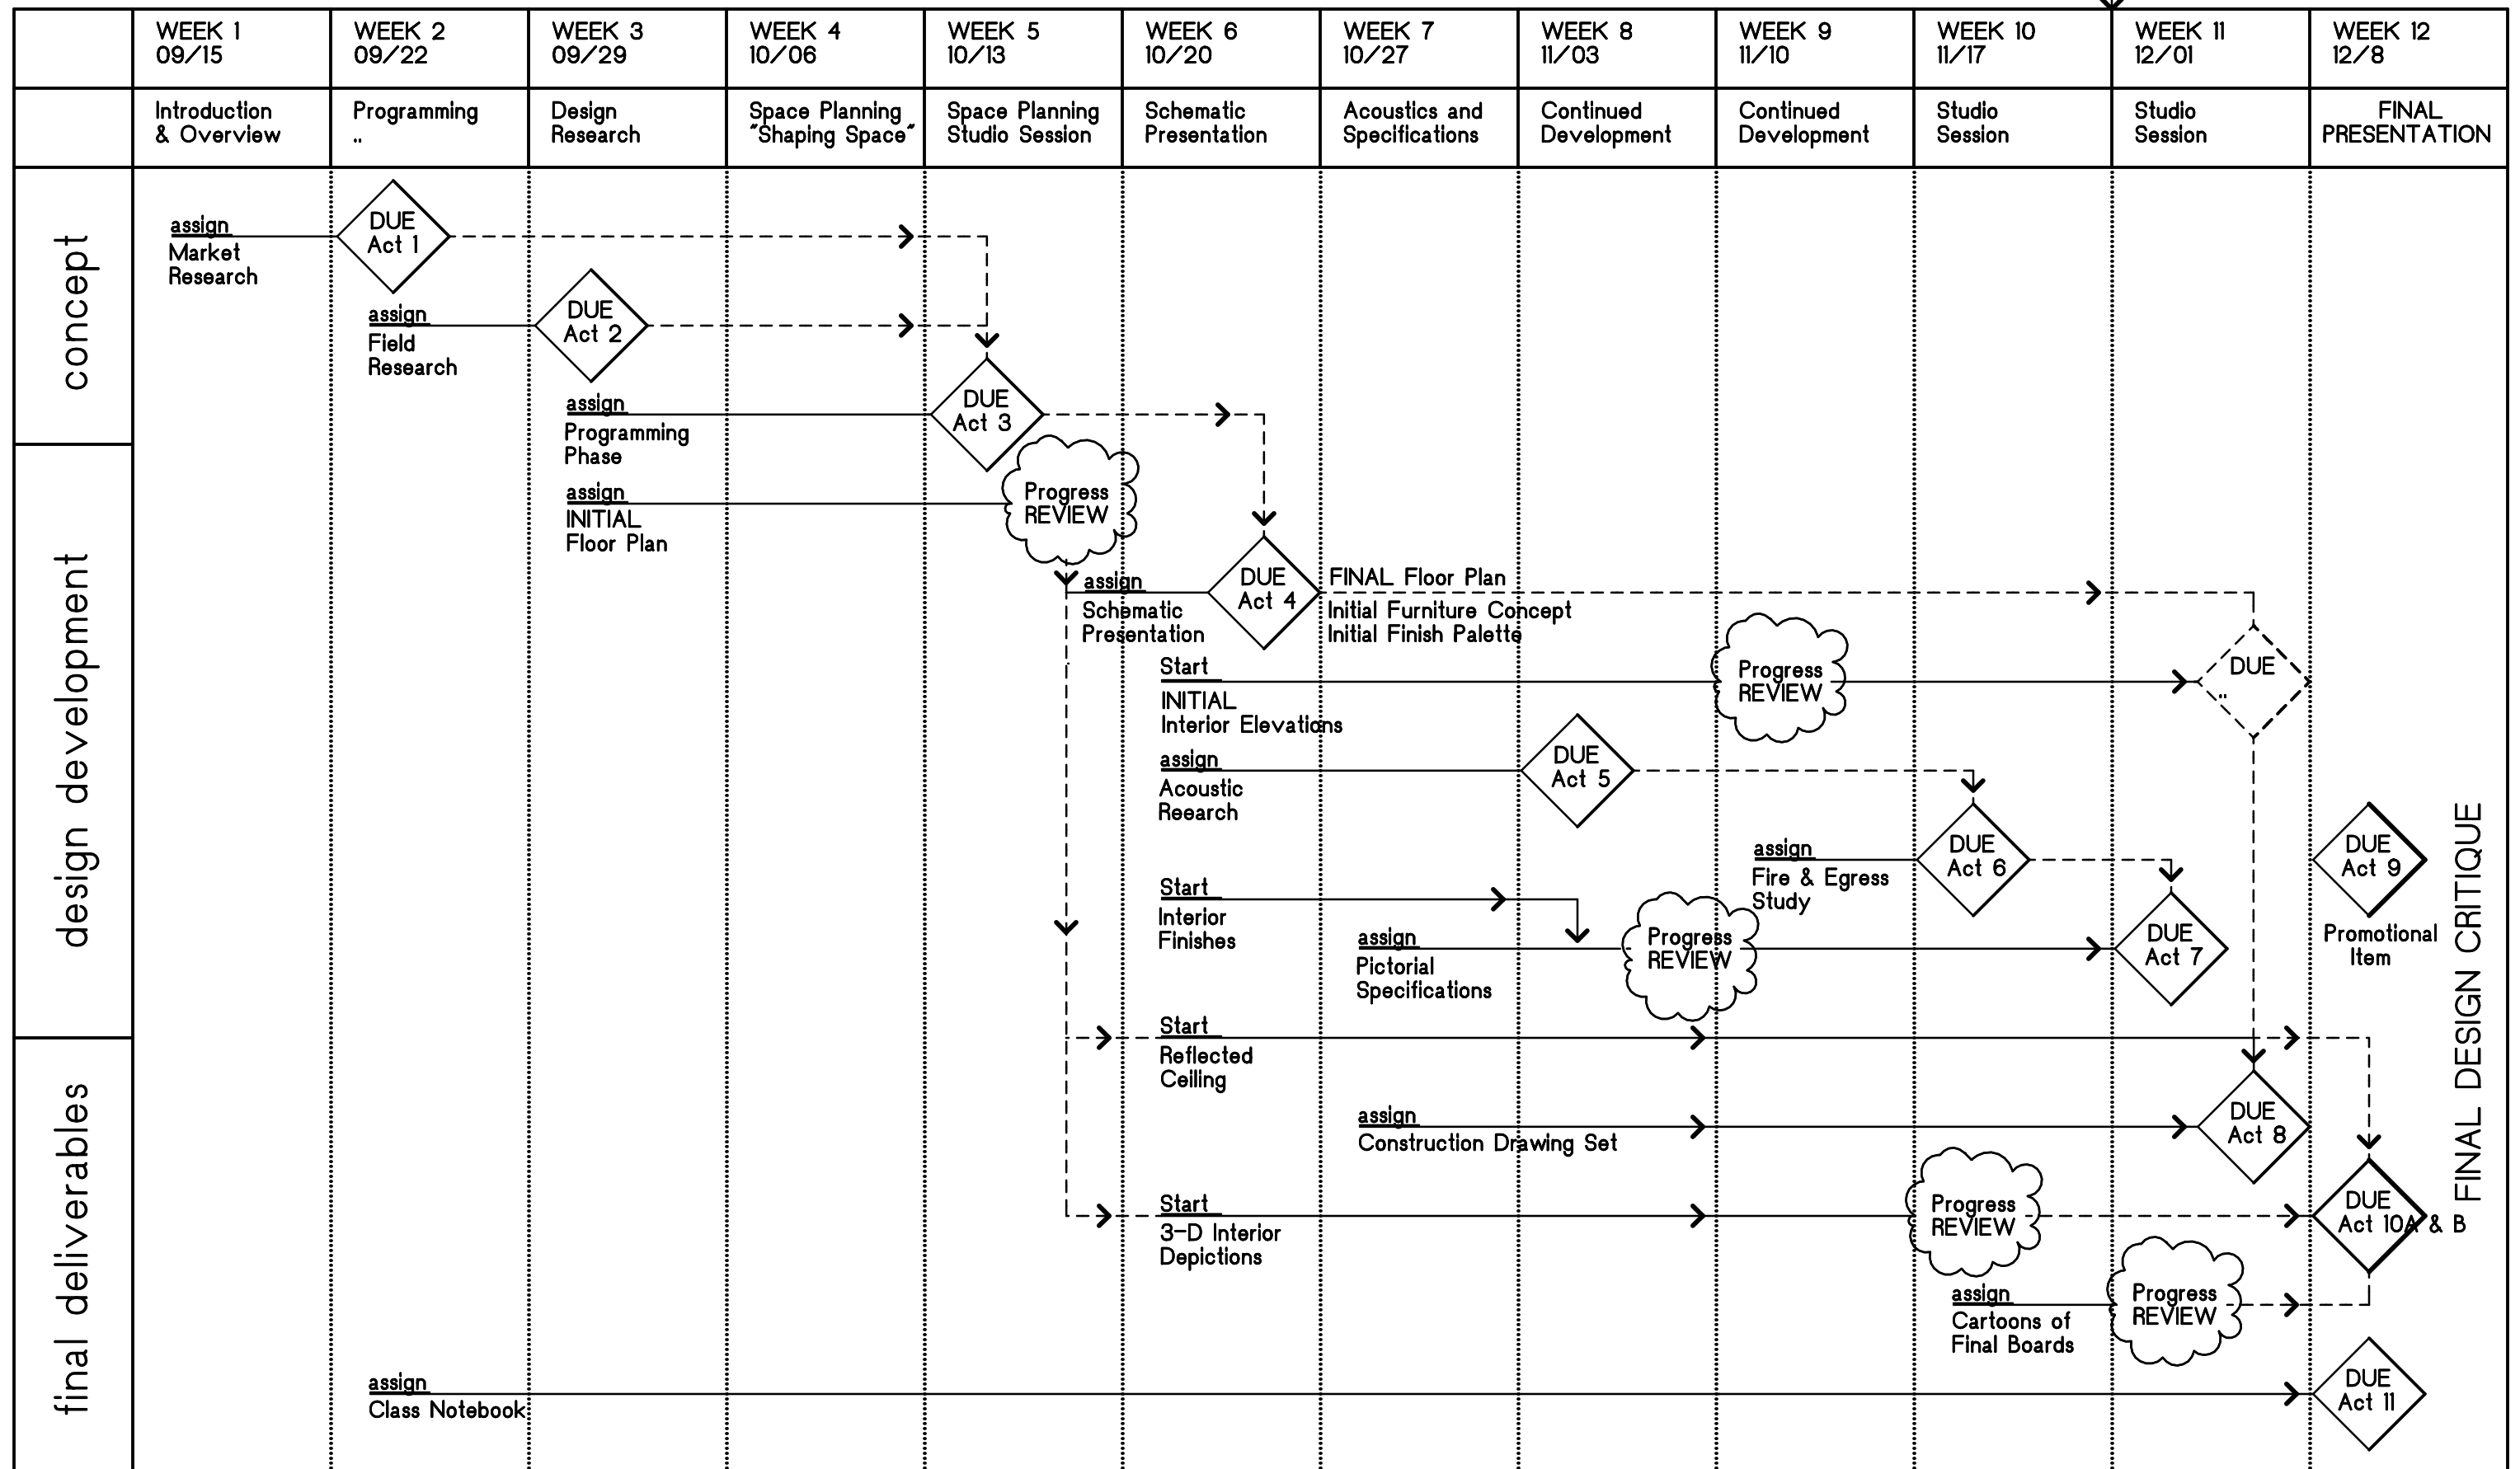 WEEK 1
09/15
WEEK 2
09/22
WEEK 3
09/29
WEEK 4
10/06
WEEK 5
10/13
WEEK 6
10/20
WEEK 7
10/27
WEEK 8
11/03
WEEK 9
11/10
WEEK 10
11/17
WEEK 11
12/01
WEEK 12
12/8
Introduction
& Overview
Programming
..
Design
Research
Space Planning
"Shaping Space"
Space Planning
Studio Session
Schematic
Presentation
Acoustics and
Specifications
Continued
Development
Continued
Development
Studio
Session
Studio
Session
FINAL
PRESENTATION
concept
assign
Market
Research
DUE
Act 1
assign
Field
Research
DUE
Act 2
assign
Programming
Phase
DUE
Act 3
design development
assign
INITIAL
Floor Plan
Progress
REVIEW
assign
Schematic
Presentation
DUE
Act 4
FINAL Floor Plan
Initial Furniture Concept
Initial Finish Palette
Start
INITIAL
Interior Elevations
Progress
REVIEW
DUE
..
assign
Acoustic
Reearch
DUE
Act 5
assign
Fire & Egress
Study
DUE
Act 6
DUE
Act 9
Promotional
Item
Start
Interior
Finishes
assign
Pictorial
Specifications
Progress
REVIEW
DUE
Act 7
FINAL DESIGN CRITIQUE
final deliverables
Start
Reflected
Ceiling
assign
Construction Drawing Set
DUE
Act 8
Start
3-D Interior
Depictions
Progress
REVIEW
DUE
Act 10A & B
assign
Cartoons of
Final Boards
Progress
REVIEW
assign
Class Notebook
DUE
Act 11